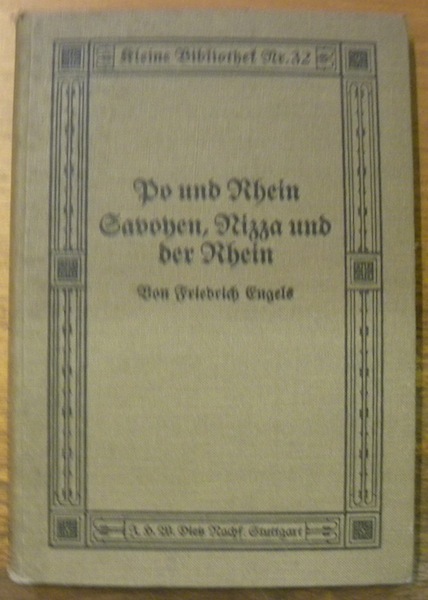 Kleine Bibliothek Nr. 32
Po und Rhein
Savoyen, Nizza und
der Rhein
Von Friedrich Engels
J. H. W. Dietz Nachf. Stuttgart